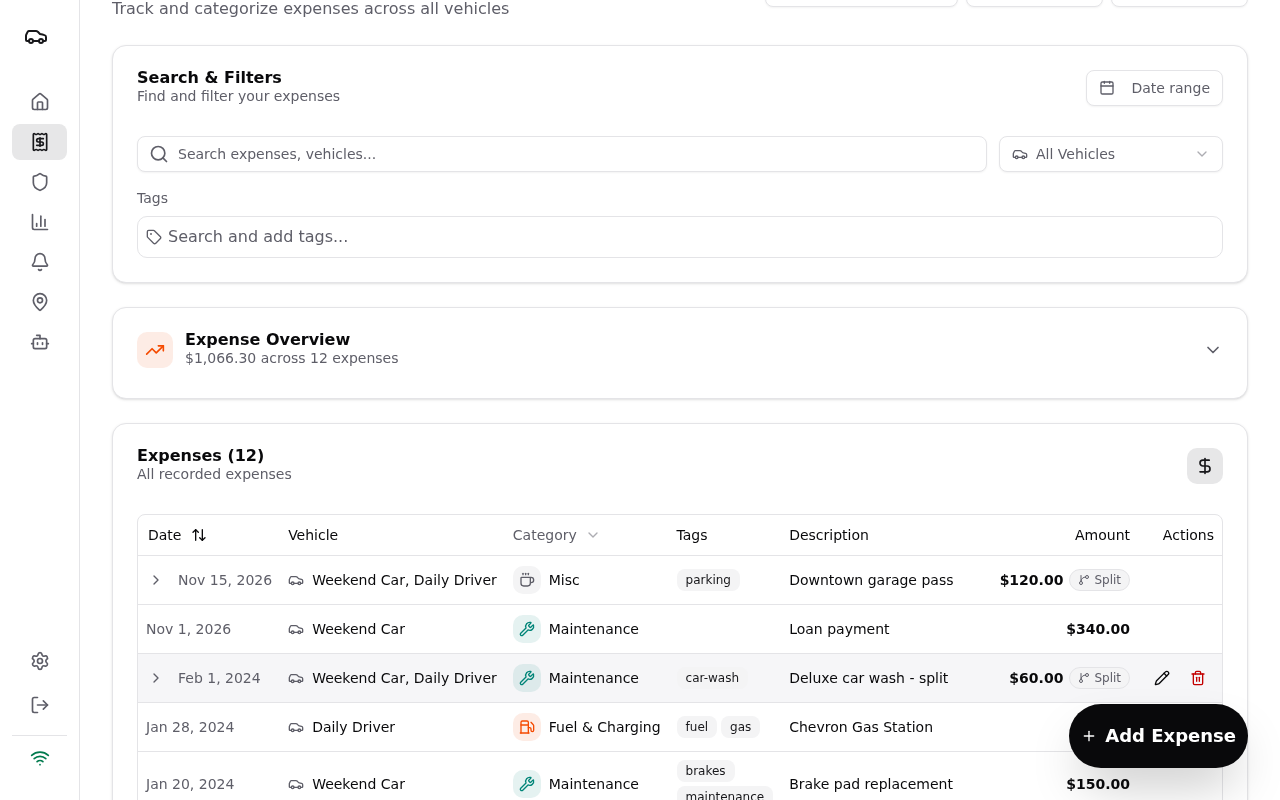 Track and categorize expenses across all vehicles
Search & Filters
Find and filter your expenses
Date range
Search expenses, vehicles...
All Vehicles
Tags
Search and add tags...
Expense Overview
$1,066.30 across 12 expenses
Expenses (12)
All recorded expenses
Date Vehicle Category Tags Description Amount Actions
Nov 15, 2026 Weekend Car, Daily Driver Misc parking Downtown garage pass $120.00 Split
Nov 1, 2026 Weekend Car Maintenance Loan payment $340.00
Feb 1, 2024 Weekend Car, Daily Driver Maintenance car-wash Deluxe car wash - split $60.00 Split
Jan 28, 2024 Daily Driver Fuel & Charging fuel gas Chevron Gas Station
+ Add Expense
Jan 20, 2024 Weekend Car Maintenance brakes Brake pad replacement $150.00
maintenance